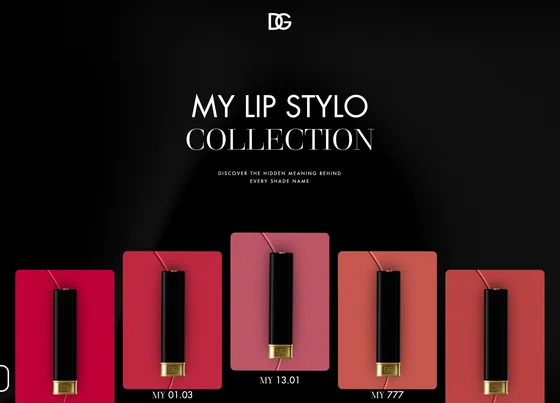 DG
MY LIP STYLO
COLLECTION
DISCOVER THE HIDDEN MEANING BEHIND
EVERY SHADE NAME
MY 13.01
MY 01.03
MY 777